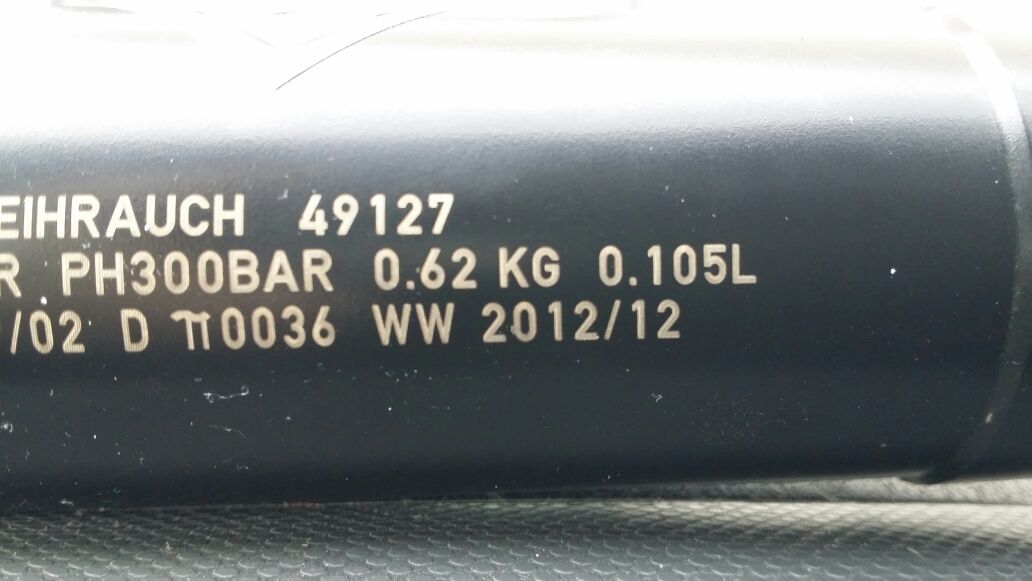 EIHRAUCH 49127
R PH300BAR 0.62 KG 0.105L
/02 D π0036 WW 2012/12